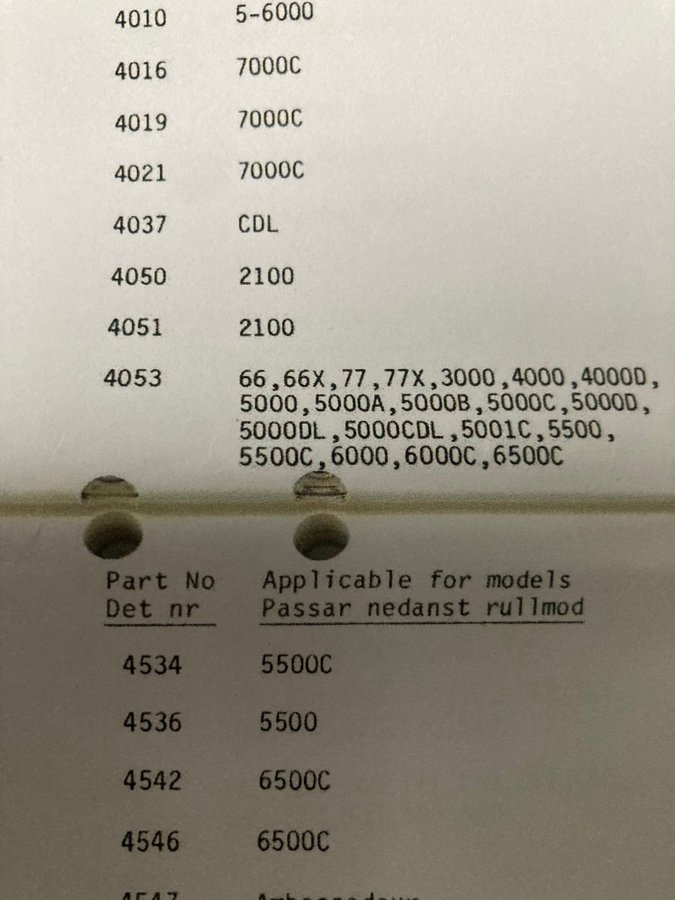 4010 5-6000
4016 7000C
4019 7000C
4021 7000C
4037 CDL
4050 2100
4051 2100
4053 66,66X,77,77X,3000,4000,4000D,
5000,5000A,5000B,5000C,5000D,
5000DL,5000CDL,5001C,5500,
5500C,6000,6000C,6500C
Part No Applicable for models
Det nr Passar nedanst rullmod
4534 5500C
4536 5500
4542 6500C
4546 6500C